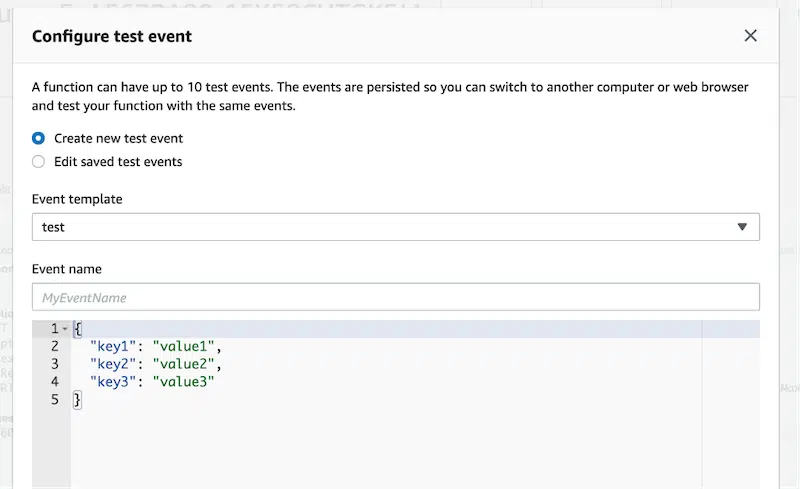 Configure test event
A function can have up to 10 test events. The events are persisted so you can switch to another computer or web browser
and test your function with the same events.
Create new test event
Edit saved test events
Event template
test
Event name
MyEventName
1 {
2 "key1": "value1",
3 "key2": "value2",
4 "key3": "value3"
5 }